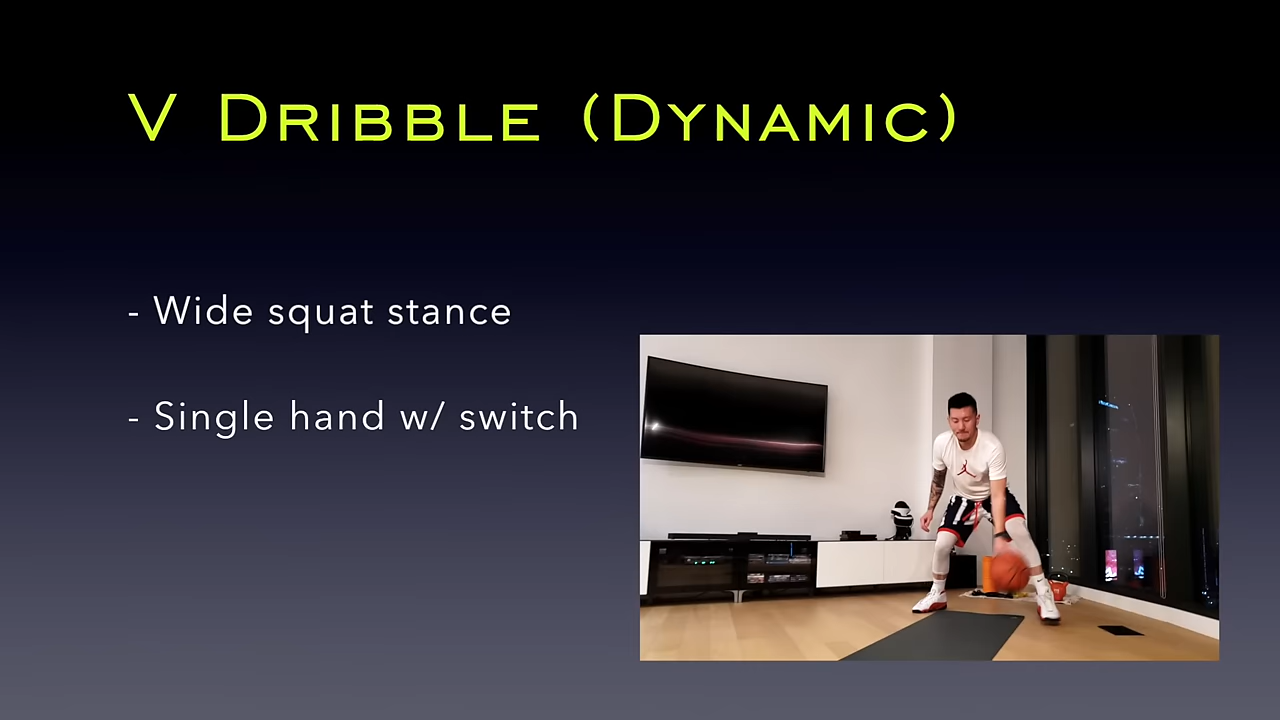 V Dribble (Dynamic)
- Wide squat stance
- Single hand w/ switch